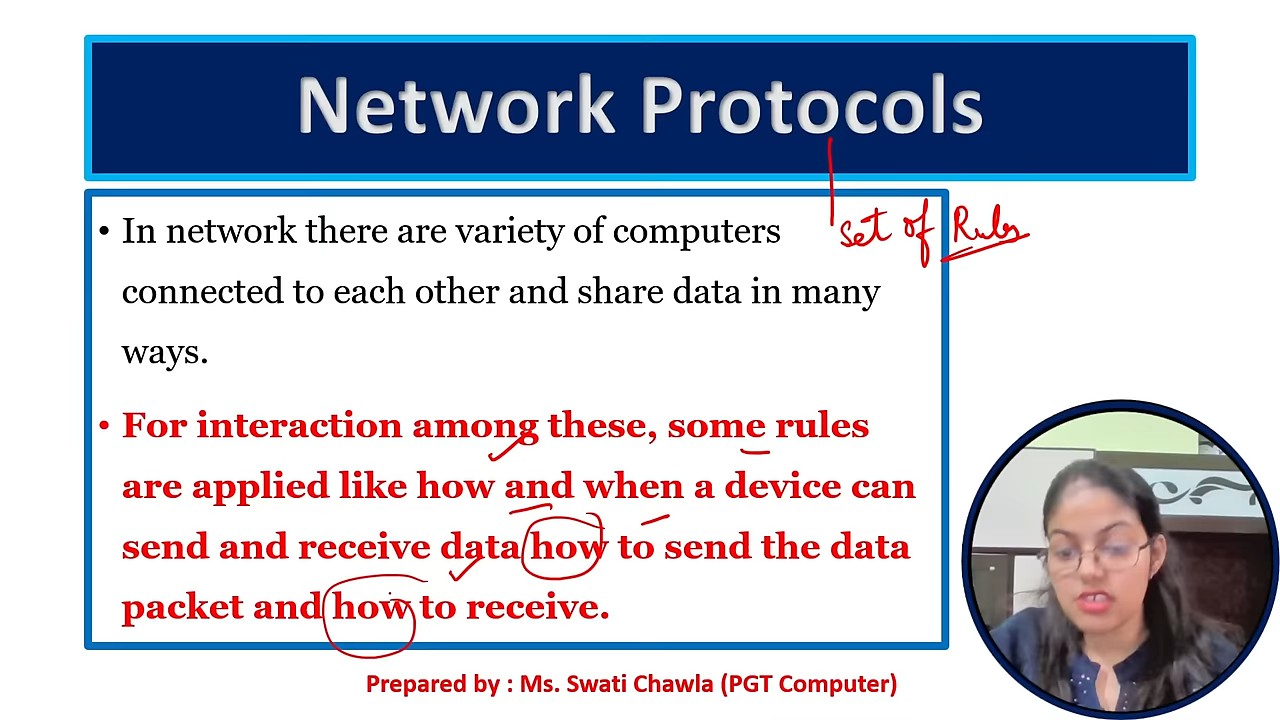 Network Protocols
set of Rules
• In network there are variety of computers
connected to each other and share data in many
ways.
• For interaction among these, some rules
are applied like how and when a device can
send and receive data how to send the data
packet and how to receive.
Prepared by : Ms. Swati Chawla (PGT Computer)